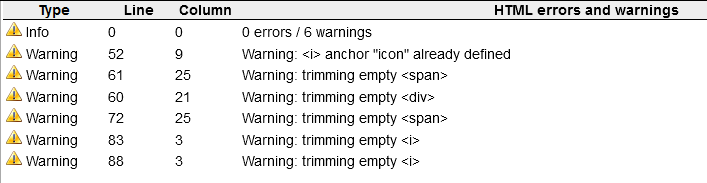 Type Line Column HTML errors and warnings
Info 0 0 0 errors / 6 warnings
Warning 52 9 Warning: <i> anchor "icon" already defined
Warning 61 25 Warning: trimming empty <span>
Warning 60 21 Warning: trimming empty <div>
Warning 72 25 Warning: trimming empty <span>
Warning 83 3 Warning: trimming empty <i>
Warning 88 3 Warning: trimming empty <i>